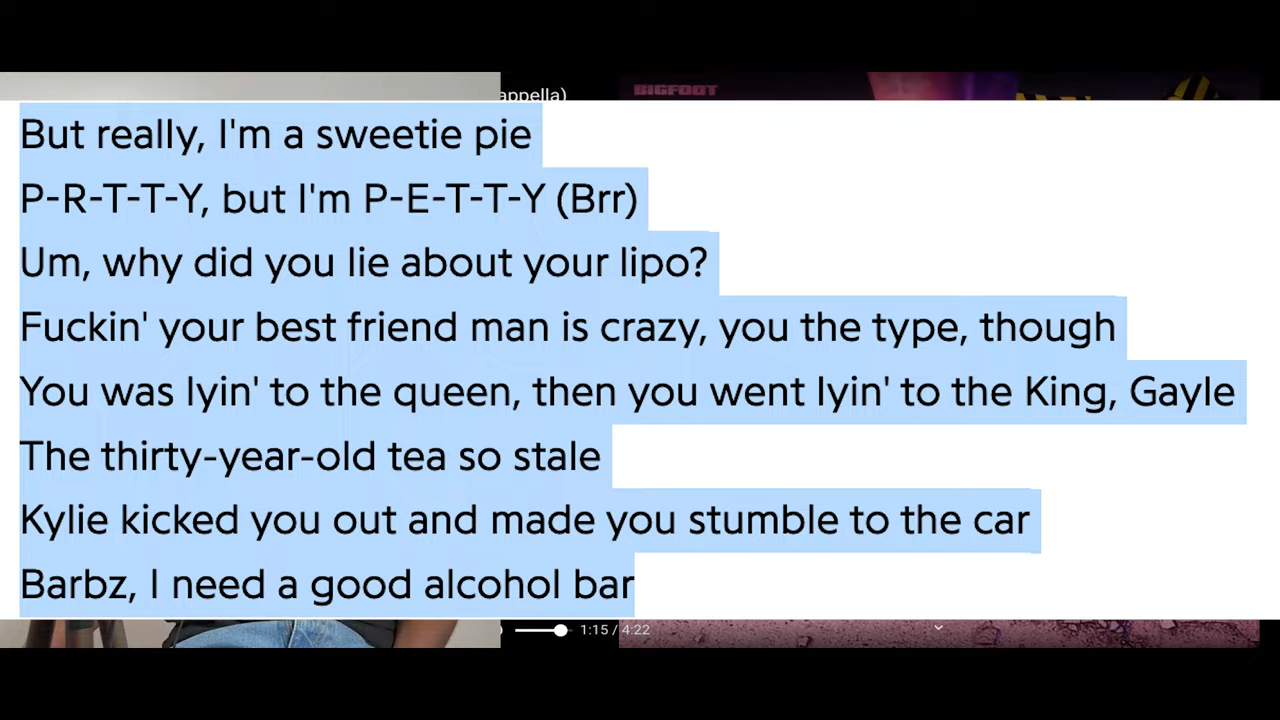 appella)
BIGFOOT
But really, I'm a sweetie pie
P-R-T-T-Y, but I'm P-E-T-T-Y (Brr)
Um, why did you lie about your lipo?
Fuckin' your best friend man is crazy, you the type, though
You was lyin' to the queen, then you went lyin' to the King, Gayle
The thirty-year-old tea so stale
Kylie kicked you out and made you stumble to the car
Barbz, I need a good alcohol bar
1:15 / 4:22